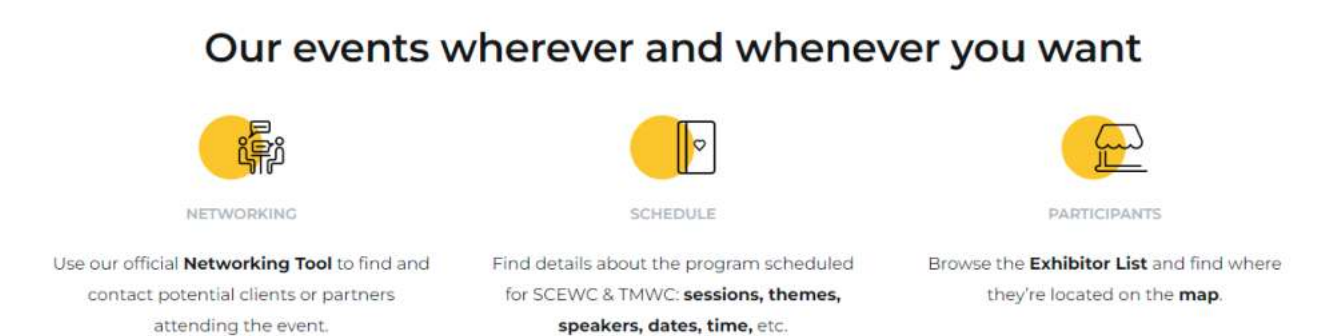 Our events wherever and whenever you want
NETWORKING
Use our official Networking Tool to find and
contact potential clients or partners
attending the event.
SCHEDULE
Find details about the program scheduled
for SCEWC & TMWC: sessions, themes,
speakers, dates, time, etc.
PARTICIPANTS
Browse the Exhibitor List and find where
they're located on the map.